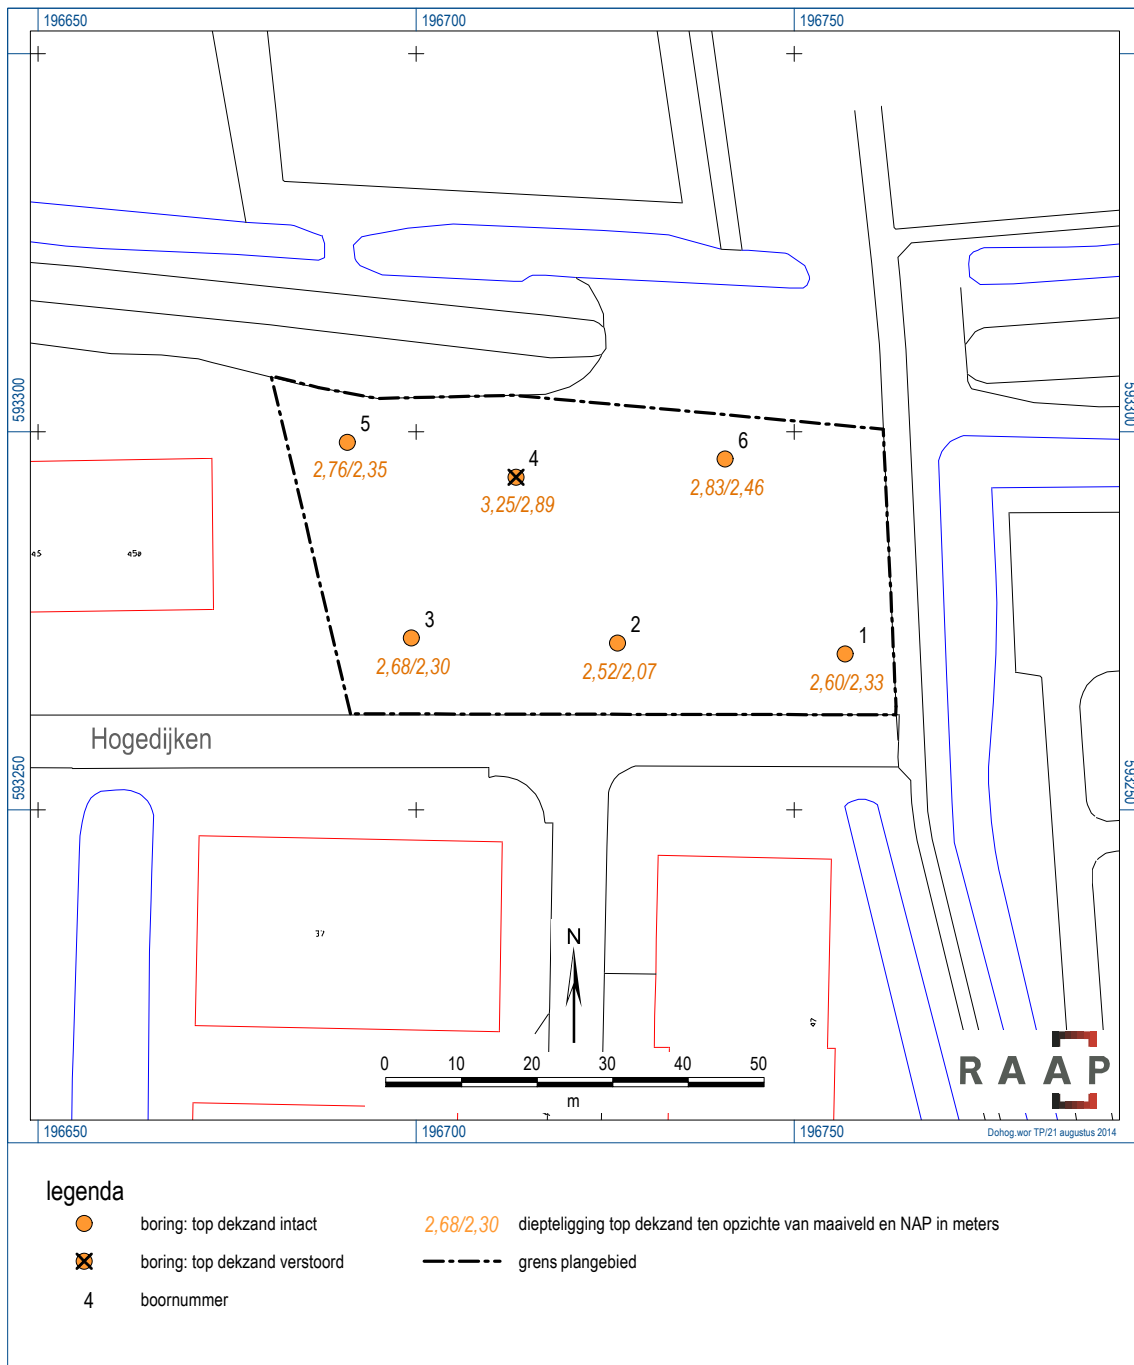 196650 196700 196750
593300 593300
5
2,76/2,35
4
3,25/2,89
6
2,83/2,46
45 45a
3
2,68/2,30
2
2,52/2,07
1
2,60/2,33
Hogedijken
593250 593250
37
N
47
0 10 20 30 40 50
m
RAAP
196650 196700 196750
Dohog.wor TP/21 augustus 2014
legenda
boring: top dekzand intact
2,68/2,30 diepteligging top dekzand ten opzichte van maaiveld en NAP in meters
boring: top dekzand verstoord
grens plangebied
4 boornummer